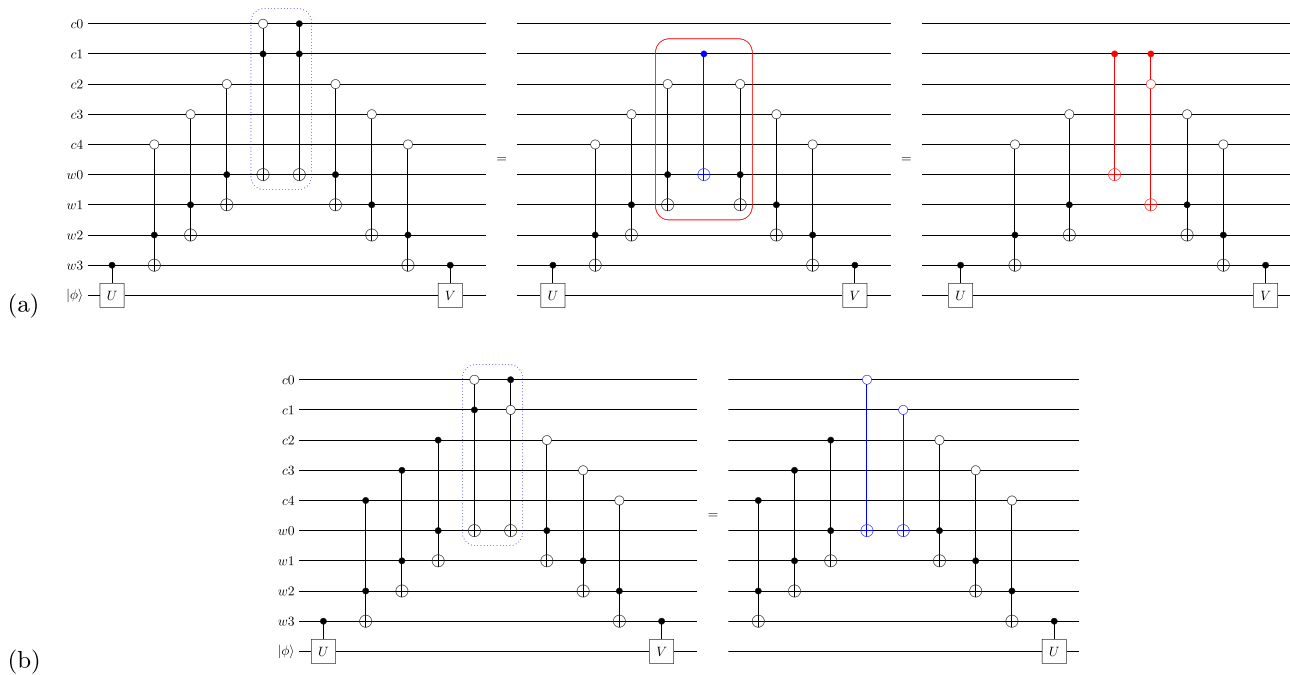 c0
c1
c2
c3
c4
= =
w0
w1
w2
w3
(a) |ϕ⟩ U V U V U V
c0
c1
c2
c3
c4
=
w0
w1
w2
w3
(b) |ϕ⟩ U V U